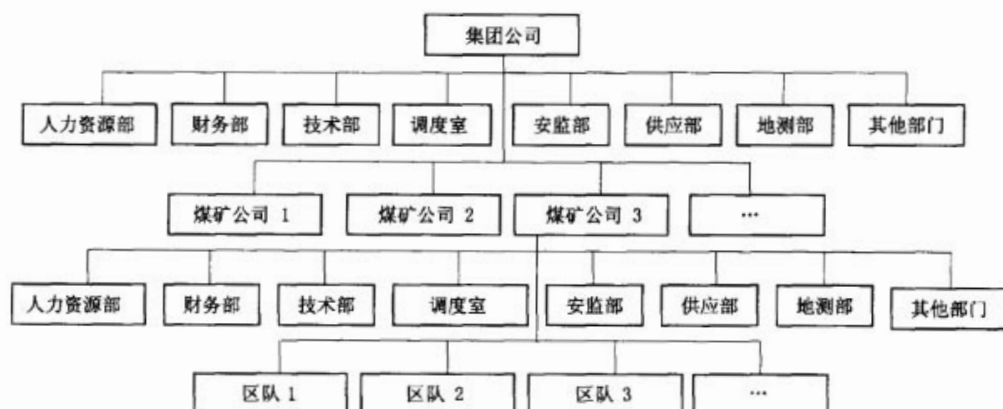 集团公司
人力资源部 财务部 技术部 调度室 安监部 供应部 地测部 其他部门
煤矿公司 1 煤矿公司 2 煤矿公司 3 …
人力资源部 财务部 技术部 调度室 安监部 供应部 地测部 其他部门
区队 1 区队 2 区队 3 …